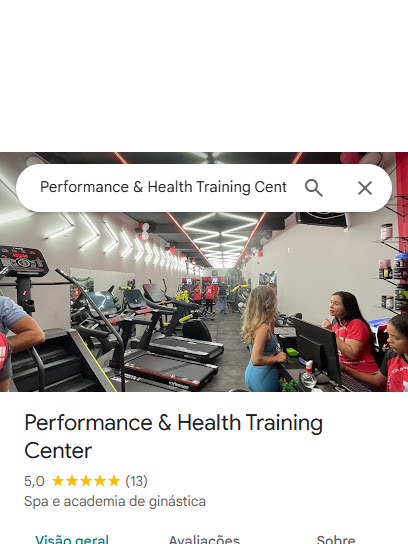 Performance & Health Training Cent
Performance & Health Training
Center
5,0 (13)
Spa e academia de ginástica
Visão geral Avaliações Sobre